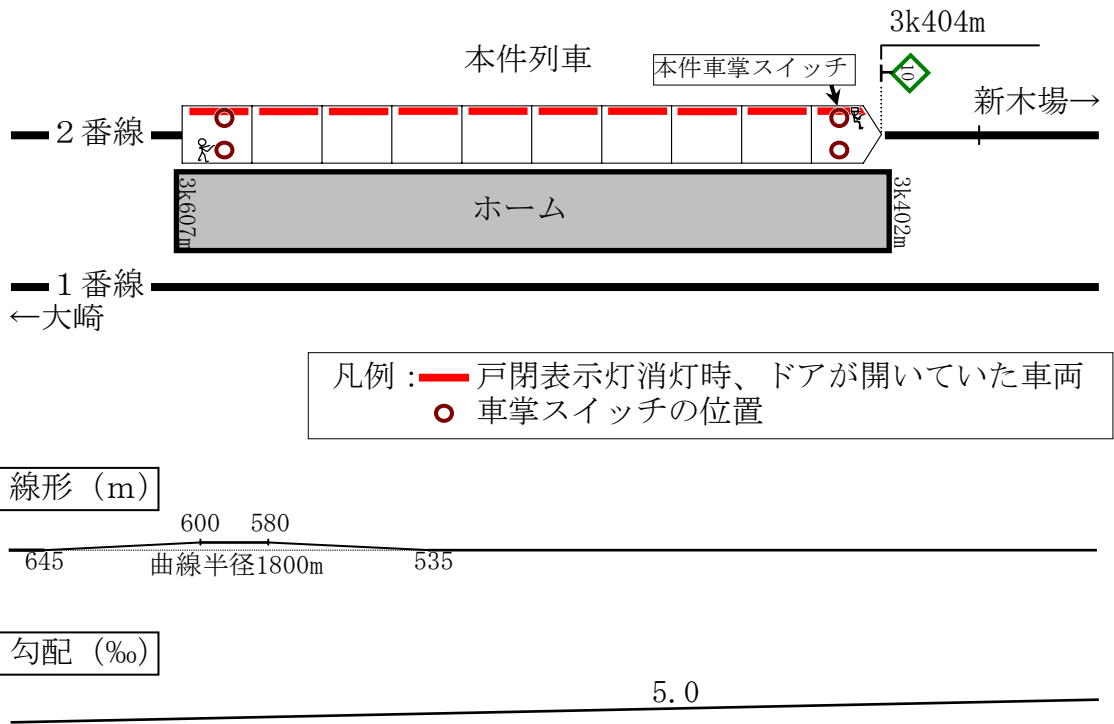 3k404m
本件列車
本件車掌スイッチ
10
新木場→
2番線
3k607m
ホーム
3k402m
1番線
←大崎
凡例：戸閉表示灯消灯時、ドアが開いていた車両
車掌スイッチの位置
線形（m）
600 580
645 曲線半径1800m 535
勾配（‰）
5.0